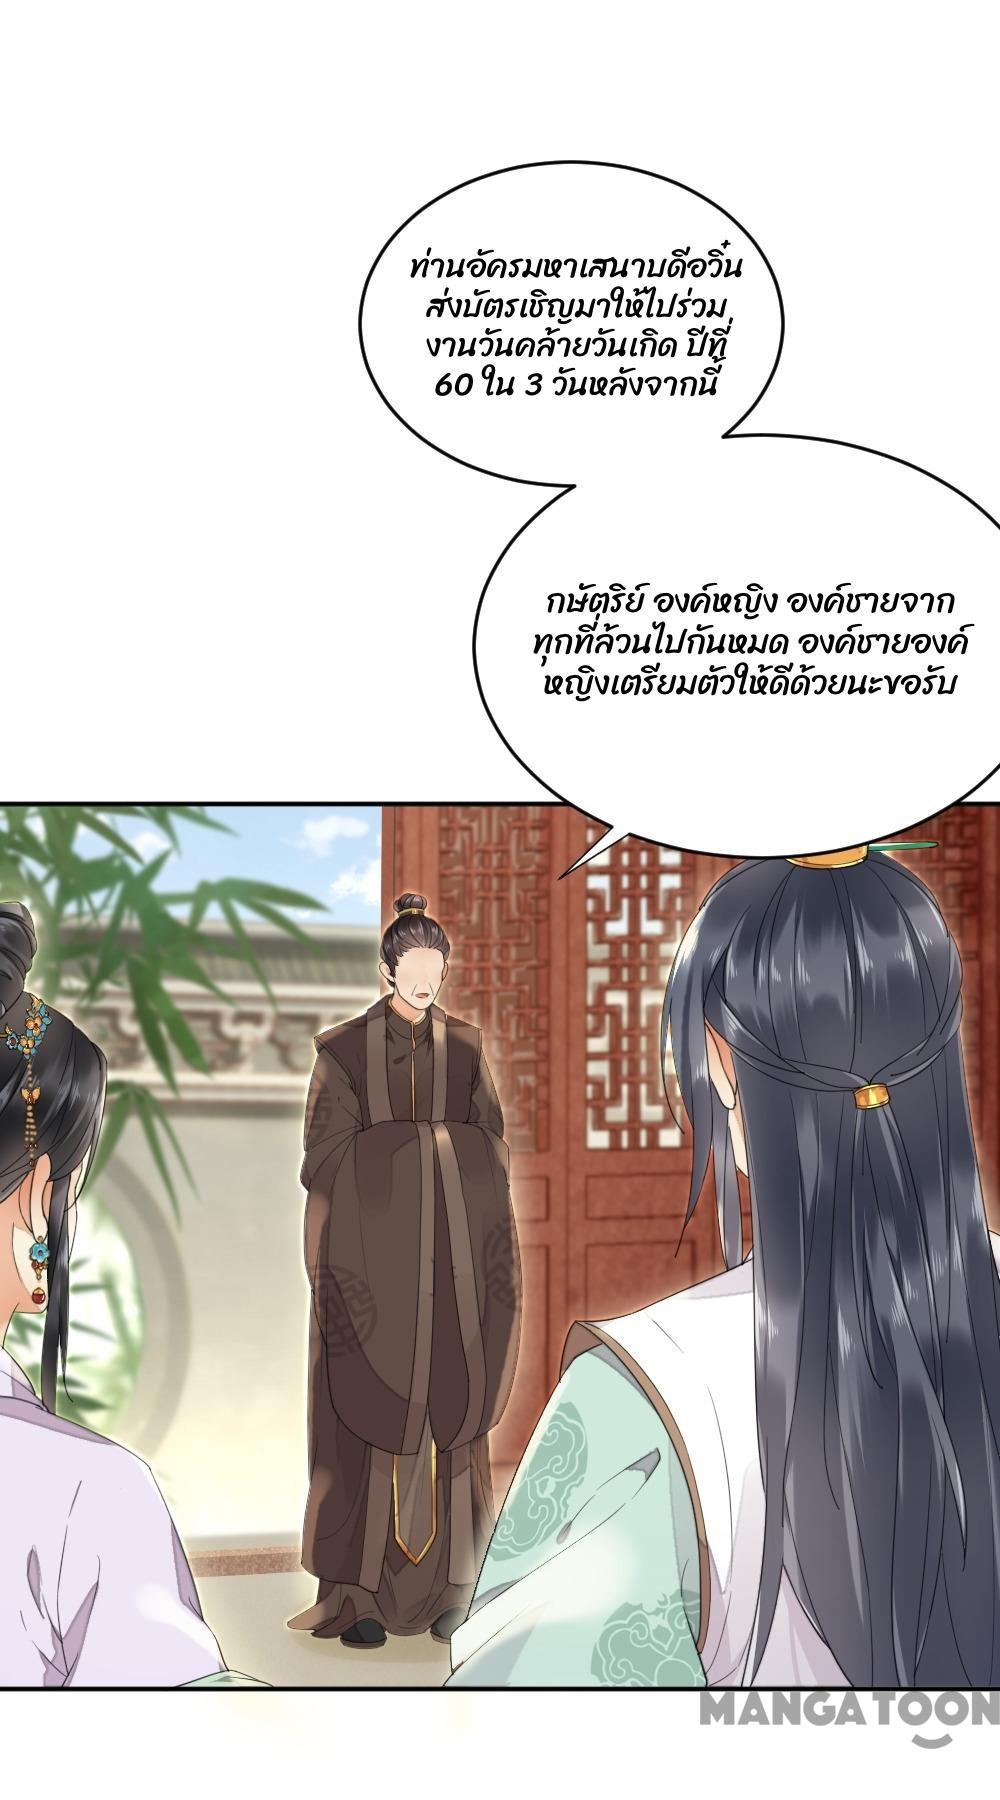 ท่านอัครมหาเสนาบดีอวิ๋น
ส่งบัตรเชิญมาให้ไปร่วม
งานวันคล้ายวันเกิด ปีที่
60 ใน 3 วันหลังจากนี้
กษัตริย์ องค์หญิง องค์ชายจาก
ทุกที่ล้วนไปกันหมด องค์ชายองค์
หญิงเตรียมตัวให้ดีด้วยนะขอรับ
MANGATOON